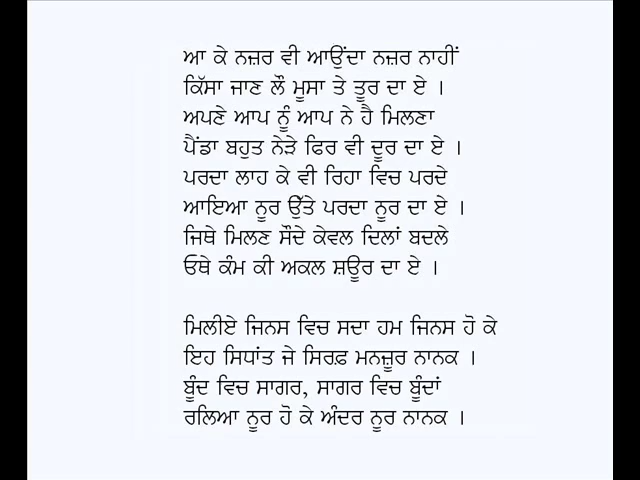 ਆ ਕੇ ਨਜ਼ਰ ਵੀ ਆਉਂਦਾ ਨਜ਼ਰ ਨਾਹੀਂ
ਕਿੱਸਾ ਜਾਣ ਲੌ ਮੂਸਾ ਤੇ ਤੂਰ ਦਾ ਏ ।
ਅਪਣੇ ਆਪ ਨੂੰ ਆਪ ਨੇ ਹੈ ਮਿਲਣਾ
ਪੈਂਡਾ ਬਹੁਤ ਨੇੜੇ ਫਿਰ ਵੀ ਦੂਰ ਦਾ ਏ ।
ਪਰਦਾ ਲਾਹ ਕੇ ਵੀ ਰਿਹਾ ਵਿਚ ਪਰਦੇ
ਆਇਆ ਨੂਰ ਉੱਤੇ ਪਰਦਾ ਨੂਰ ਦਾ ਏ ।
ਜਿਥੇ ਮਿਲਣ ਸੌਦੇ ਕੇਵਲ ਦਿਲਾਂ ਬਦਲੇ
ਓਥੇ ਕੰਮ ਕੀ ਅਕਲ ਸ਼ਊਰ ਦਾ ਏ ।
ਮਿਲੀਏ ਜਿਨਸ ਵਿਚ ਸਦਾ ਹਮ ਜਿਨਸ ਹੋ ਕੇ
ਇਹ ਸਿਧਾਂਤ ਜੇ ਸਿਰਫ਼ ਮਨਜ਼ੂਰ ਨਾਨਕ ।
ਬੂੰਦ ਵਿਚ ਸਾਗਰ, ਸਾਗਰ ਵਿਚ ਬੂੰਦਾਂ
ਰਲਿਆ ਨੂਰ ਹੋ ਕੇ ਅੰਦਰ ਨੂਰ ਨਾਨਕ ।